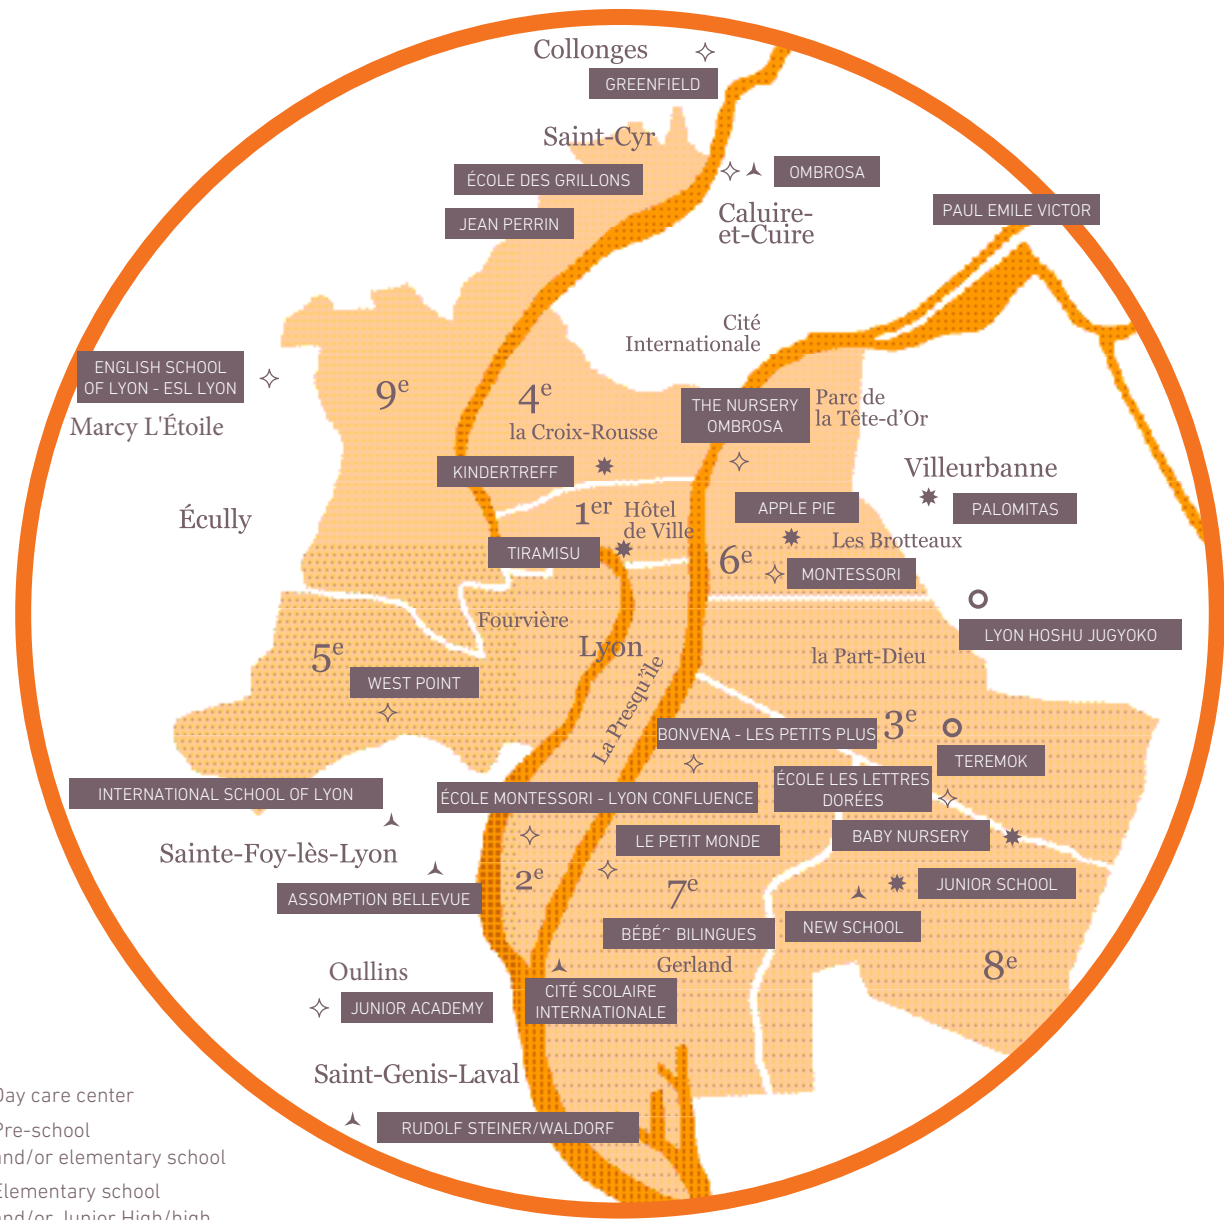 Collonges
GREENFIELD
Saint-Cyr
ÉCOLE DES GRILLONS
OMBROSA
JEAN PERRIN
Caluire-
et-Cuire
PAUL EMILE VICTOR
Cité
Internationale
ENGLISH SCHOOL
OF LYON - ESL LYON
Marcy L'Étoile
9e
4e
la Croix-Rousse
THE NURSERY
OMBROSA
Parc de
la Tête-d'Or
KINDERTREFF
Villeurbanne
PALOMITAS
Écully
1er
Hôtel
de Ville
APPLE PIE
Les Brotteaux
TIRAMISU
6e
MONTESSORI
Fourvière
Lyon
LYON HOSHU JUGYOKO
5e
WEST POINT
la Part-Dieu
La Presqu'île
BONVENA - LES PETITS PLUS
3e
TEREMOK
INTERNATIONAL SCHOOL OF LYON
ÉCOLE MONTESSORI - LYON CONFLUENCE
ÉCOLE LES LETTRES
DORÉES
Sainte-Foy-lès-Lyon
LE PETIT MONDE
BABY NURSERY
ASSOMPTION BELLEVUE
2e
7e
JUNIOR SCHOOL
NEW SCHOOL
BÉBÉS BILINGUES
Gerland
8e
Oullins
JUNIOR ACADEMY
CITÉ SCOLAIRE
INTERNATIONALE
Saint-Genis-Laval
RUDOLF STEINER/WALDORF
Day care center
Pre-school
and/or elementary school
Elementary school
and/or Junior High/high